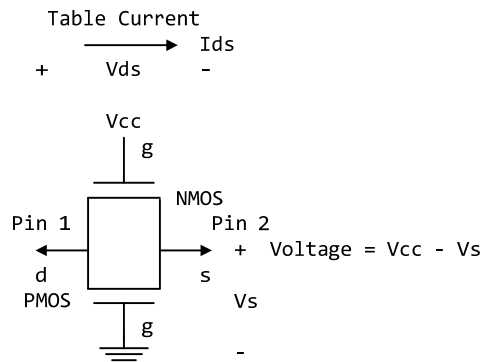 Table Current
Ids
+ Vds -
Vcc
g
NMOS
Pin 1 Pin 2
+ Voltage = Vcc - Vs
d s
PMOS Vs
g
-